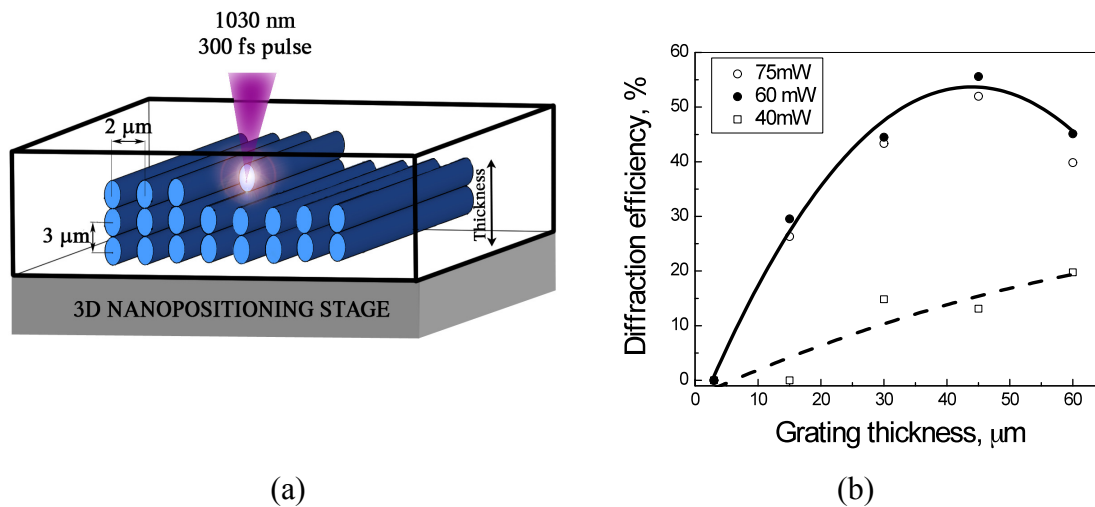 1030 nm
300 fs pulse
2 μm
3 μm
Thickness
3D NANOPOSITIONING STAGE
(a)
Diffraction efficiency, %
60
50
40
30
20
10
0
75mW
60 mW
40mW
0 10 20 30 40 50 60
Grating thickness, μm
(b)